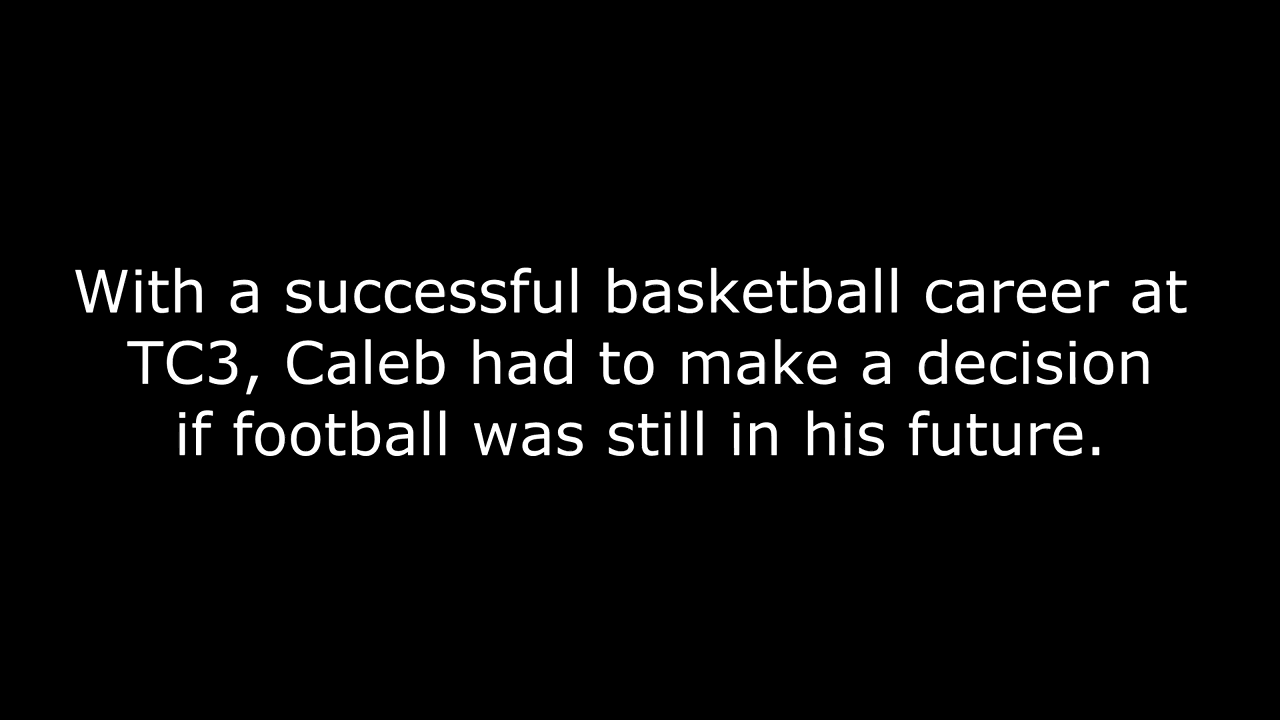 With a successful basketball career at
TC3, Caleb had to make a decision
if football was still in his future.